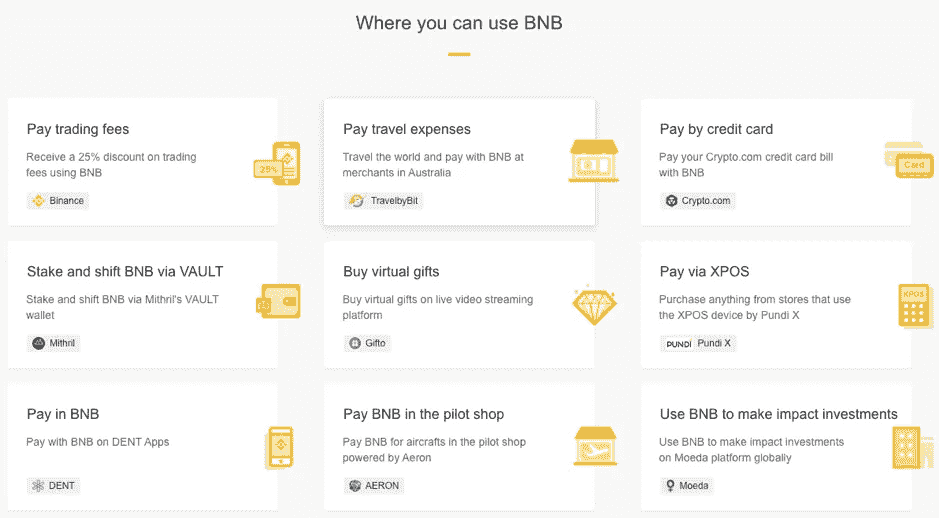 Where you can use BNB
Pay trading fees
Receive a 25% discount on trading
fees using BNB
25%
Binance
Pay travel expenses
Travel the world and pay with BNB at
merchants in Australia
TravelbyBit
Pay by credit card
Pay your Crypto.com credit card bill
with BNB
Card
Crypto.com
Stake and shift BNB via VAULT
Stake and shift BNB via Mithril's VAULT
wallet
Mithril
Buy virtual gifts
Buy virtual gifts on live video streaming
platform
Gifto
Pay via XPOS
Purchase anything from stores that use
the XPOS device by Pundi X
XPOS
PUNDI Pundi X
Pay in BNB
Pay with BNB on DENT Apps
DENT
Pay BNB in the pilot shop
Pay BNB for aircrafts in the pilot shop
powered by Aeron
AERON
Use BNB to make impact investments
Use BNB to make impact investments
on Moeda platform globally
Moeda